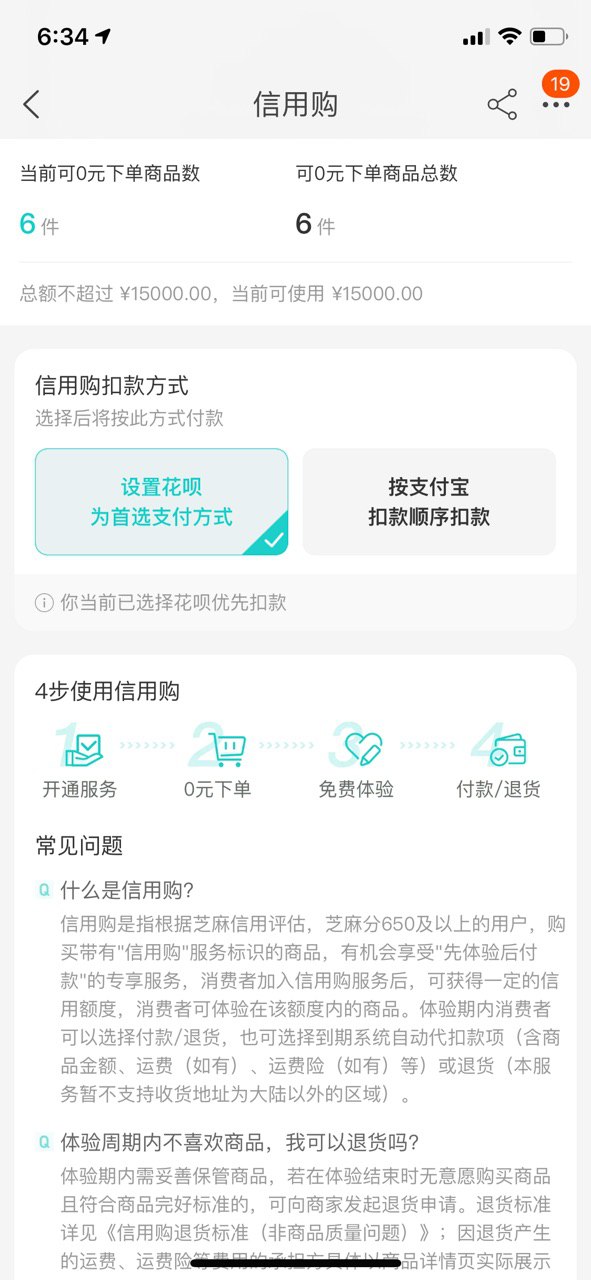 6:34
19
信用购
当前可0元下单商品数
可0元下单商品总数
6 件
6 件
总额不超过 ¥15000.00，当前可使用 ¥15000.00
信用购扣款方式
选择后将按此方式付款
设置花呗
为首选支付方式
按支付宝
扣款顺序扣款
你当前已选择花呗优先扣款
4步使用信用购
1
2
3
4
开通服务
0元下单
免费体验
付款/退货
常见问题
Q 什么是信用购?
信用购是指根据芝麻信用评估，芝麻分650及以上的用户，购
买带有"信用购"服务标识的商品，有机会享受"先体验后付
款"的专享服务，消费者加入信用购服务后，可获得一定的信
用额度，消费者可体验在该额度内的商品。体验期内消费者
可以选择付款/退货，也可选择到期系统自动代扣款项（含商
品金额、运费（如有）、运费险（如有）等）或退货（本服
务暂不支持收货地址为大陆以外的区域）。
Q 体验周期内不喜欢商品，我可以退货吗?
体验期内需妥善保管商品，若在体验结束时无意愿购买商品
且符合商品完好标准的，可向商家发起退货申请。退货标准
详见《信用购退货标准（非商品质量问题）》；因退货产生
的运费、运费险等费用的承担方具体以商品详情页实际展示